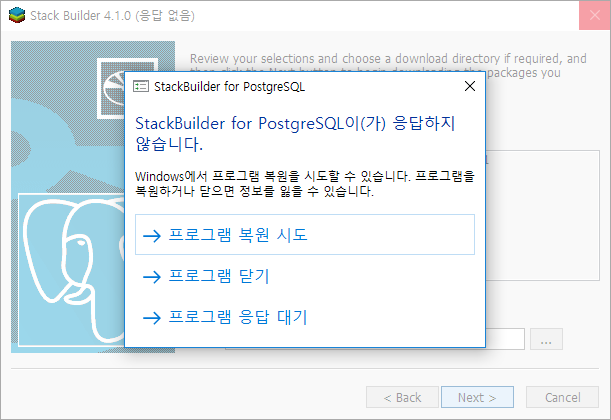 Stack Builder 4.1.0 (응답 없음)
Review your selections and choose a download directory if required, and
StackBuilder for PostgreSQL
StackBuilder for PostgreSQL이(가) 응답하지
않습니다.
Windows에서 프로그램 복원을 시도할 수 있습니다. 프로그램을
복원하거나 닫으면 정보를 잃을 수 있습니다.
프로그램 복원 시도
프로그램 닫기
프로그램 응답 대기
...
< Back
Next >
Cancel